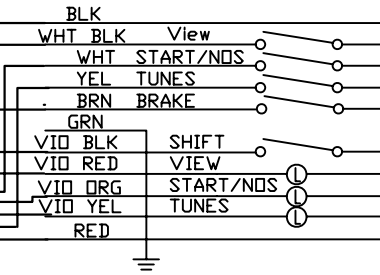 BLK
WHT BLK View
WHT START/NOS
YEL TUNES
BRN BRAKE
GRN
VIO BLK SHIFT
VIO RED VIEW
VIO ORG START/NOS
VIO YEL TUNES
RED
L
L
L